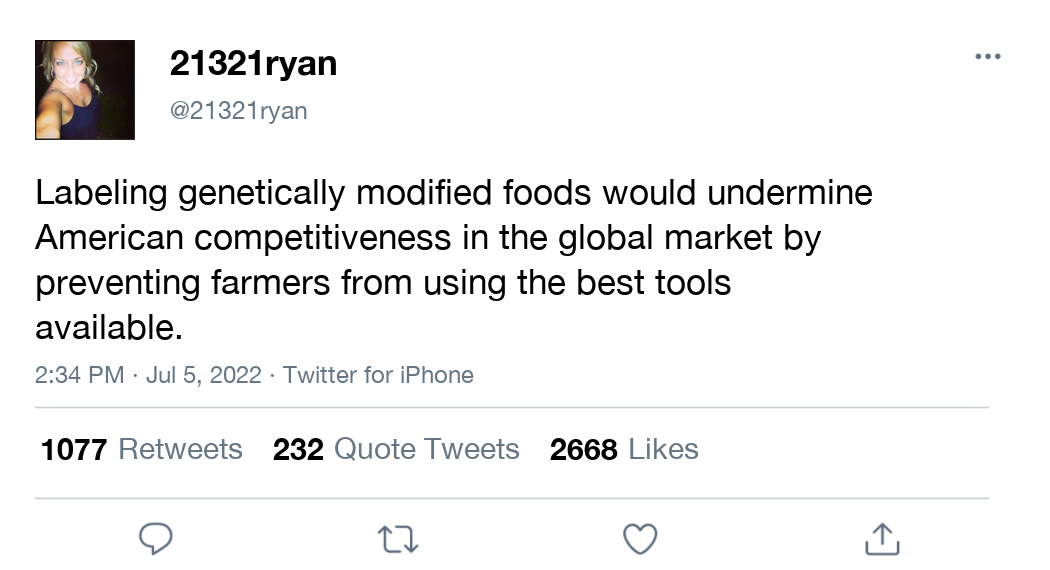 21321ryan
@21321ryan
Labeling genetically modified foods would undermine
American competitiveness in the global market by
preventing farmers from using the best tools
available.
2:34 PM · Jul 5, 2022 · Twitter for iPhone
1077 Retweets 232 Quote Tweets 2668 Likes